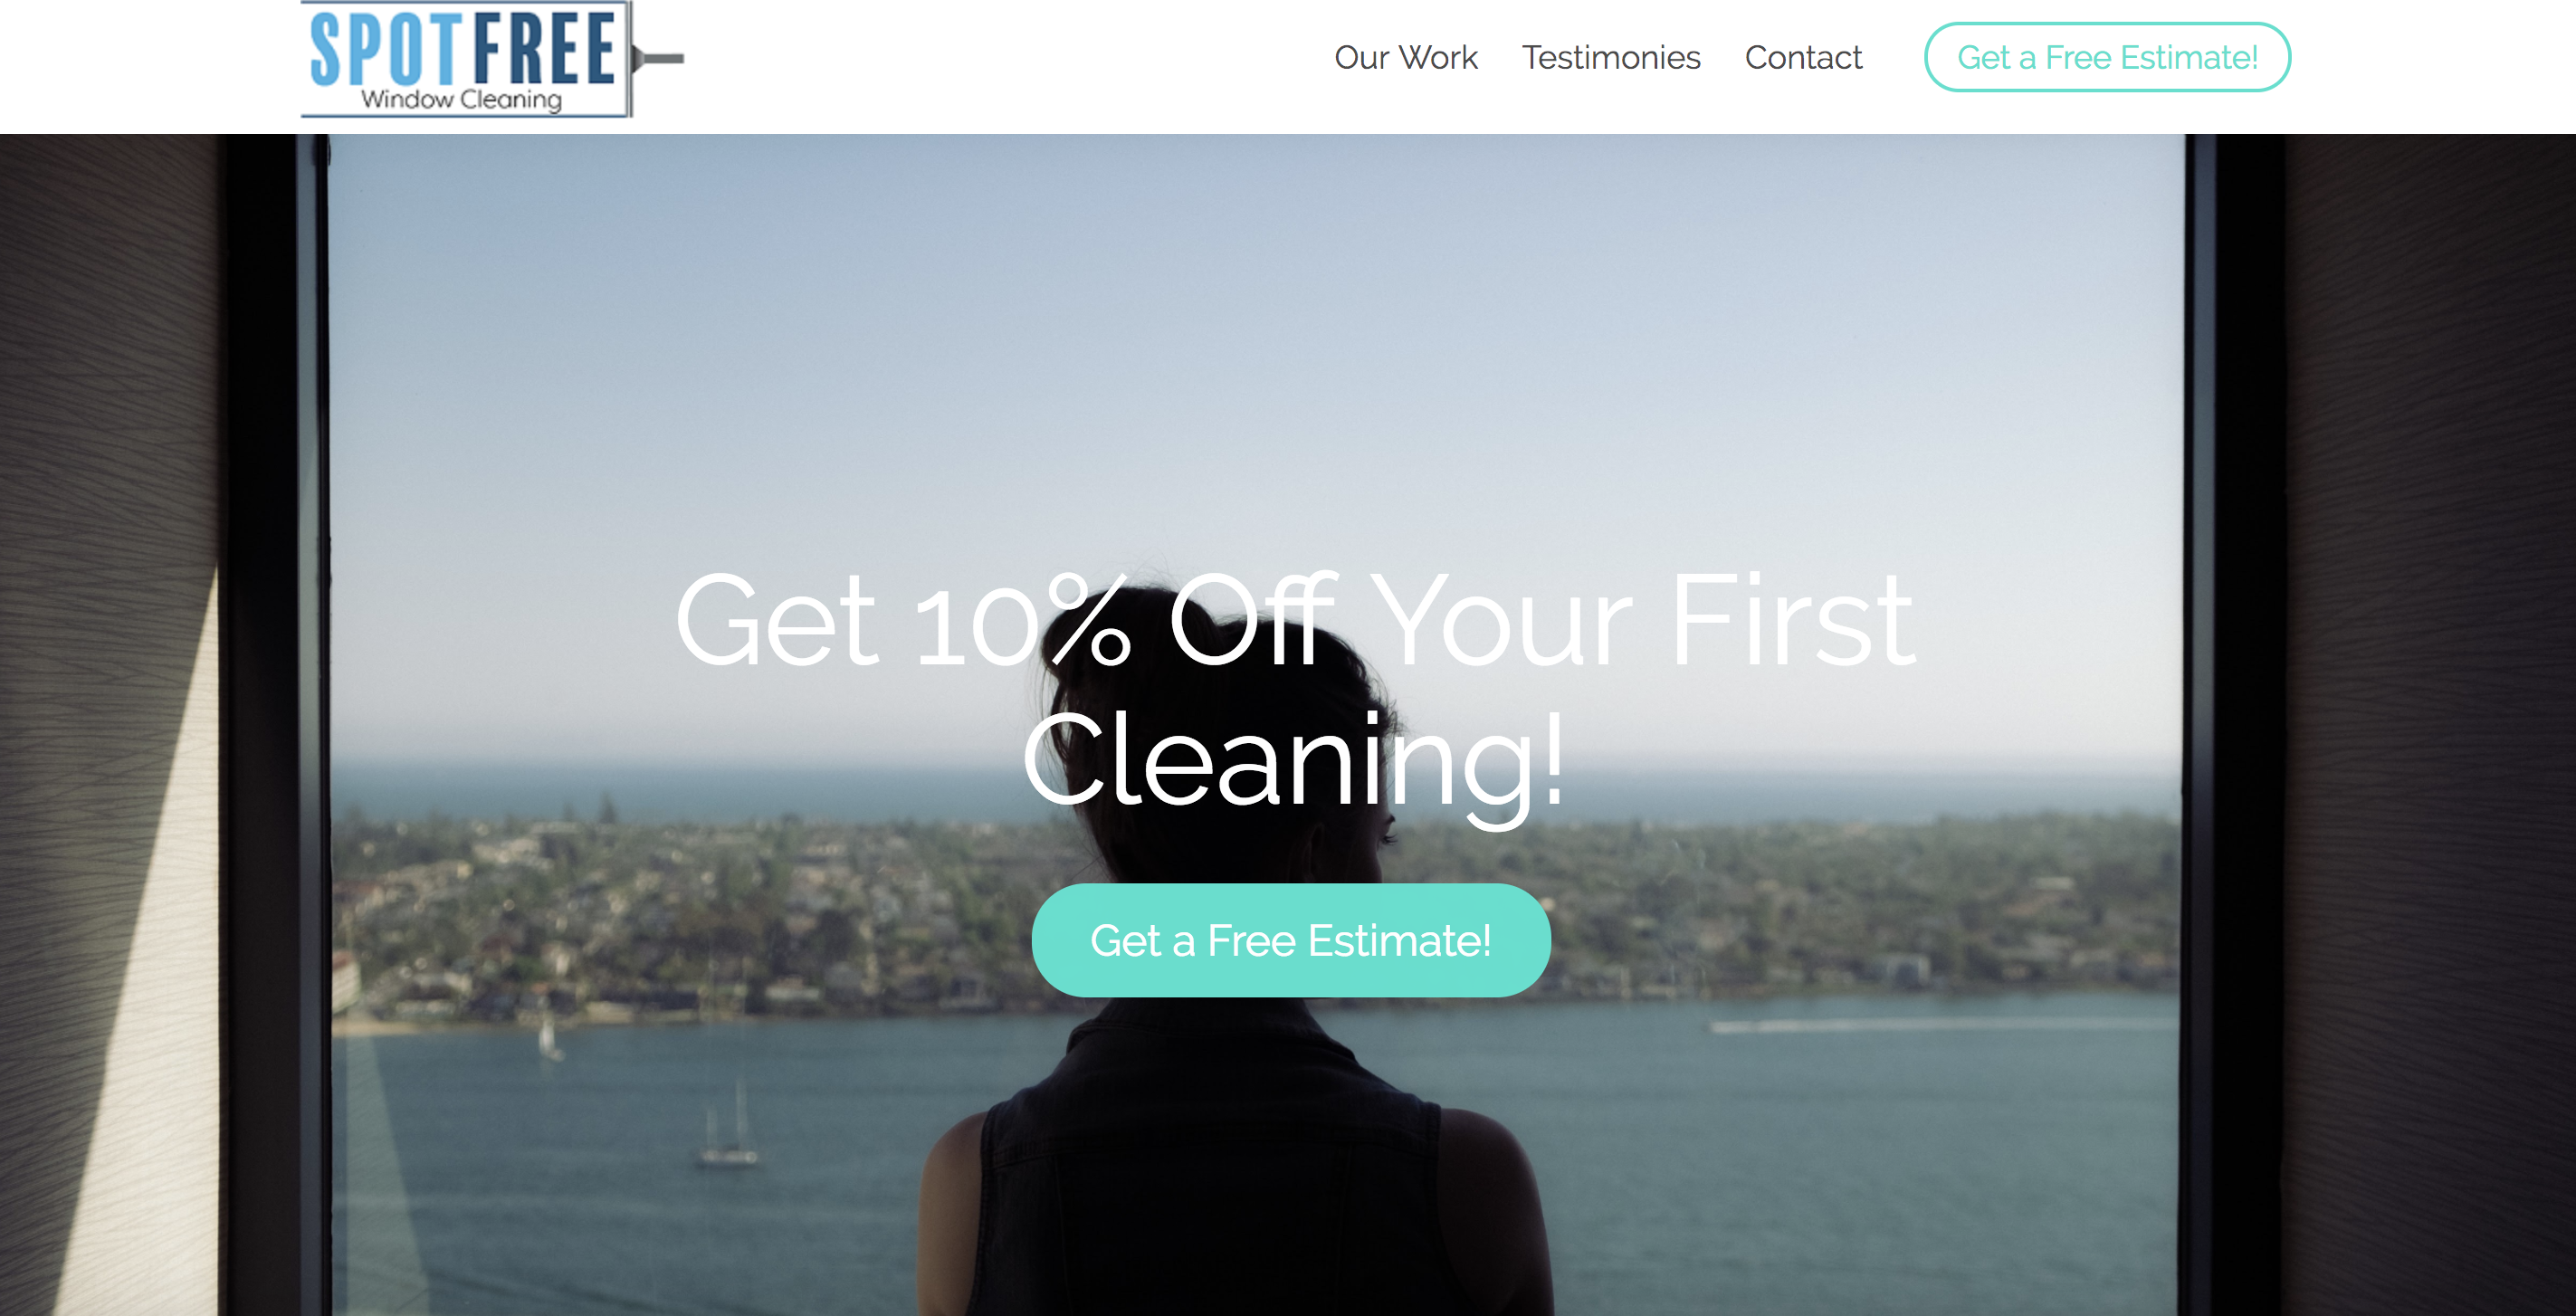 SPOTFREE
Window Cleaning
Our Work Testimonies Contact Get a Free Estimate!
Get 10% Off Your First
Cleaning!
Get a Free Estimate!